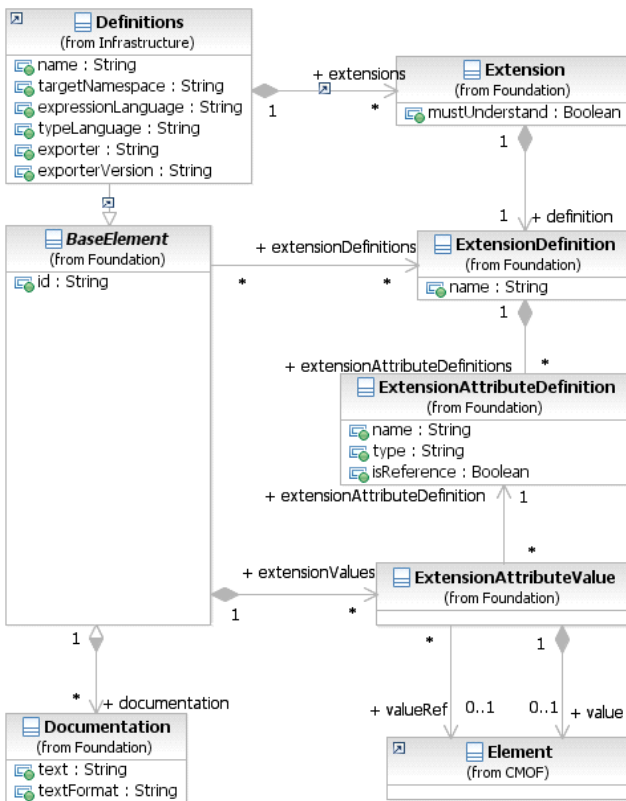 Definitions
(from Infrastructure)
name : String
targetNamespace : String
expressionLanguage : String
typeLanguage : String
exporter : String
exporterVersion : String
+ extensions
1
*
Extension
(from Foundation)
mustUnderstand : Boolean
1
1
+ definition
BaseElement
(from Foundation)
id : String
+ extensionDefinitions
*
*
ExtensionDefinition
(from Foundation)
name : String
1
*
+ extensionAttributeDefinitions
ExtensionAttributeDefinition
(from Foundation)
name : String
type : String
isReference : Boolean
+ extensionAttributeDefinition
1
*
+ extensionValues
1
*
ExtensionAttributeValue
(from Foundation)
1
*
+ documentation
*
1
+ valueRef
0..1
0..1
+ value
Documentation
(from Foundation)
text : String
textFormat : String
Element
(from CMOF)